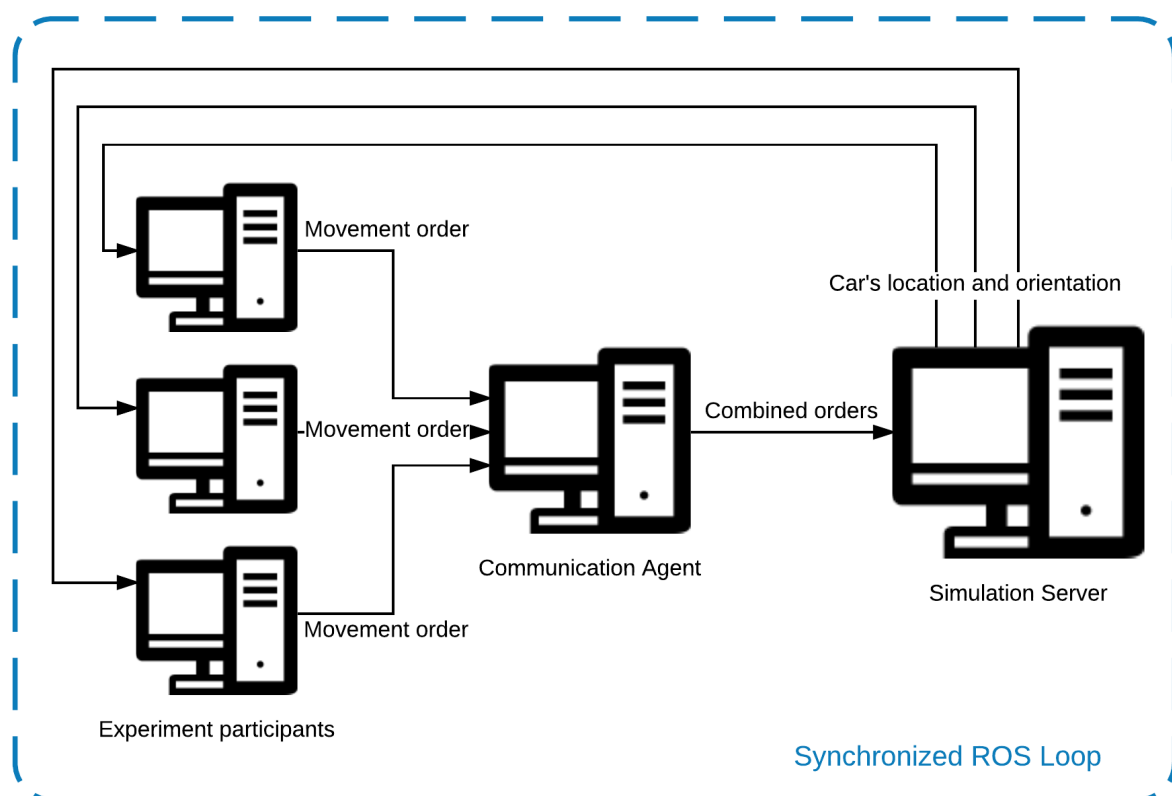 Movement order
Car's location and orientation
Combined orders
Movement order
Communication Agent
Simulation Server
Movement order
Experiment participants
Synchronized ROS Loop